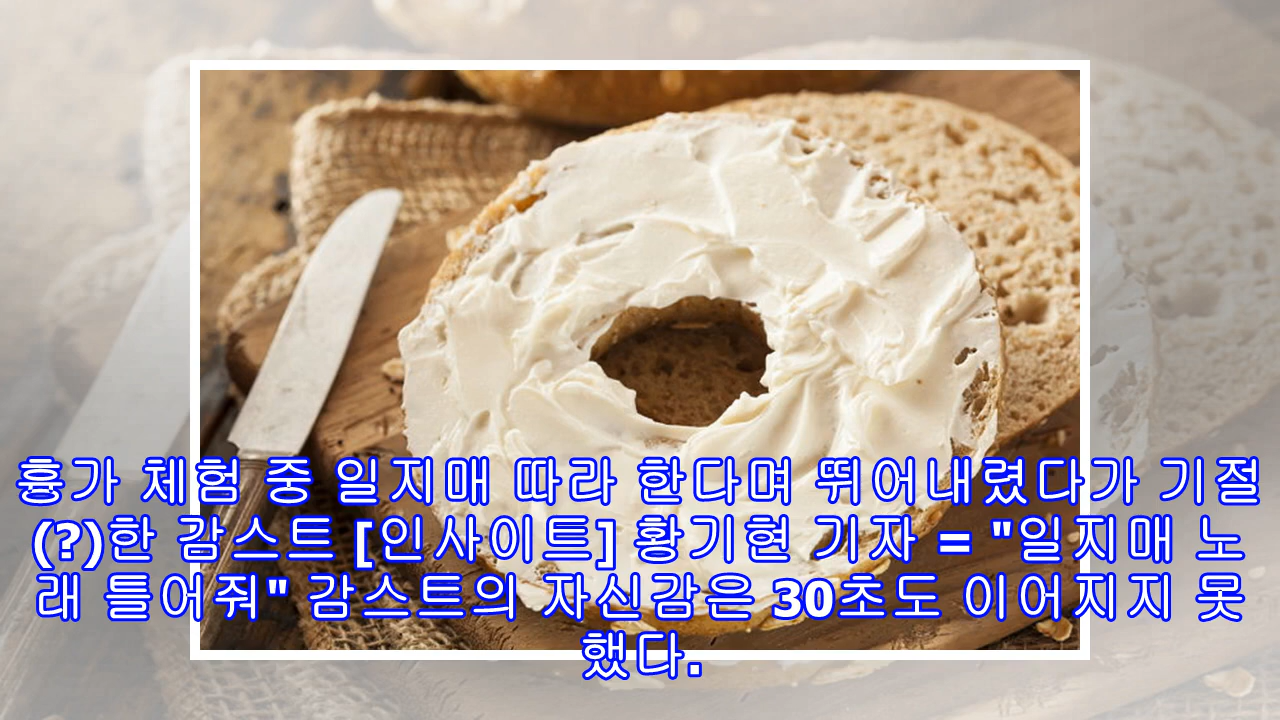 흉가 체험 중 일지매 따라 한다며 뛰어내렸다가 기절
(?)한 감스트 [인사이트] 황기현 기자 = "일지매 노
래 틀어줘" 감스트의 자신감은 30초도 이어지지 못
했다.